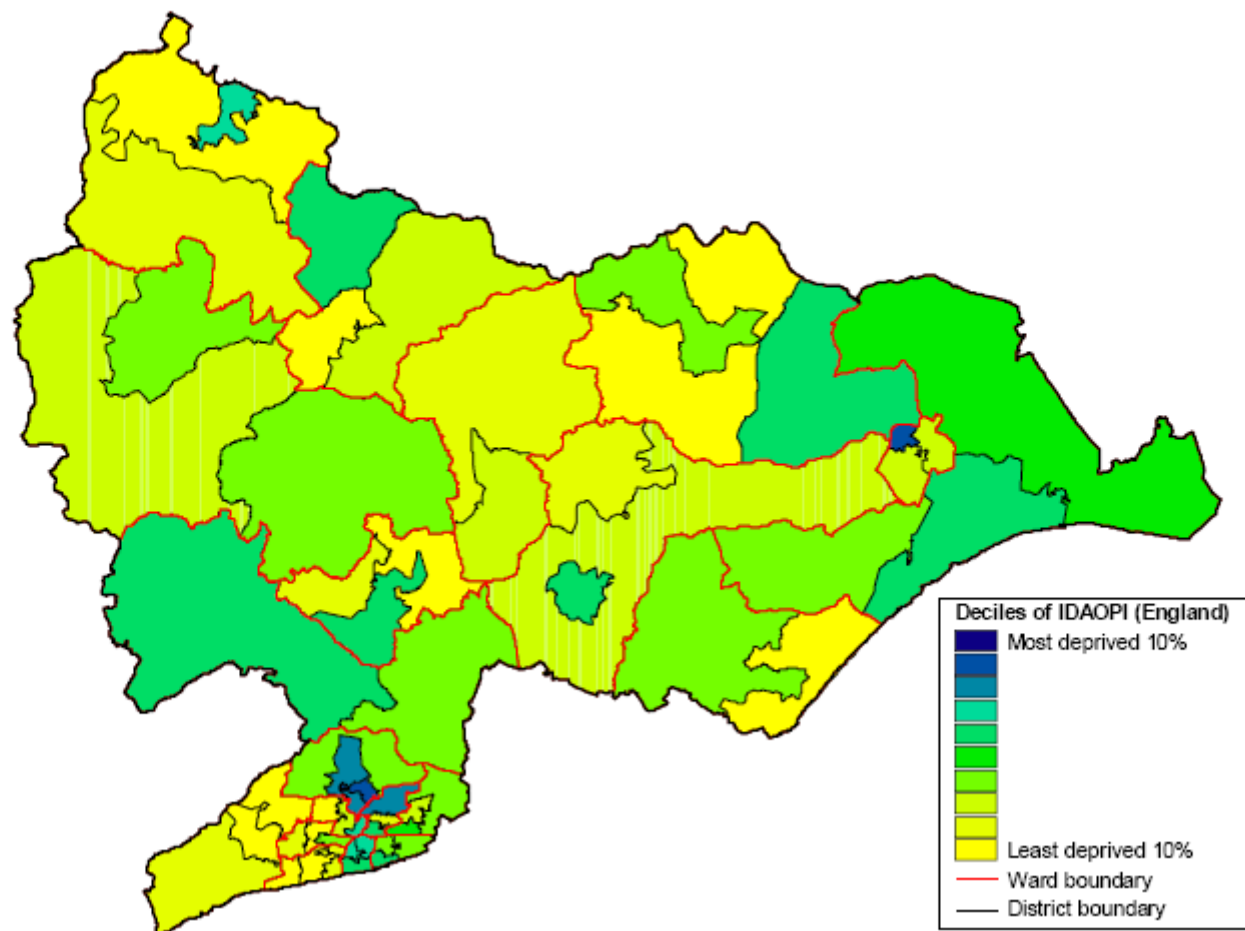 Deciles of IDAOPI (England)
Most deprived 10%
Least deprived 10%
Ward boundary
District boundary